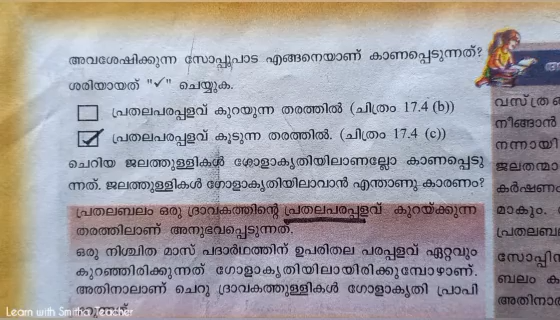 അവശേഷിക്കുന്ന സോപ്പുപാട എങ്ങനെയാണ് കാണപ്പെടുന്നത്?
ശരിയായത് "✓" ചെയ്യുക.
പ്രതലപരപ്പളവ് കുറയുന്ന തരത്തിൽ (ചിത്രം 17.4 (b))
പ്രതലപരപ്പളവ് കൂടുന്ന തരത്തിൽ. (ചിത്രം 17.4 (c))
ചെറിയ ജലത്തുള്ളികൾ ഗോളാകൃതിയിലാണല്ലോ കാണപ്പെടു
ന്നത്. ജലത്തുള്ളികൾ ഗോളാകൃതിയിലാവാൻ എന്താണു കാരണം?
പ്രതലബലം ഒരു ദ്രാവകത്തിന്റെ പ്രതലപരപ്പളവ് കുറയ്ക്കുന്ന
തരത്തിലാണ് അനുഭവപ്പെടുന്നത്.
ഒരു നിശ്ചിത മാസ് പദാർഥത്തിന് ഉപരിതല പരപ്പളവ് ഏറ്റവും
കുറഞ്ഞിരിക്കുന്നത് ഗോളാകൃതിയിലായിരിക്കുമ്പോഴാണ്.
അതിനാലാണ് ചെറു ദ്രാവകത്തുള്ളികൾ ഗോളാകൃതി പ്രാപി
വസ്ത്ര
നീങ്ങാൻ
നന്നായി
ജലതന്മാ
കർഷണ
മാകും.
പ്രതലബ
സോപ്പിന
ബലം ക
അതിനാ
Learn with Smitha Teacher